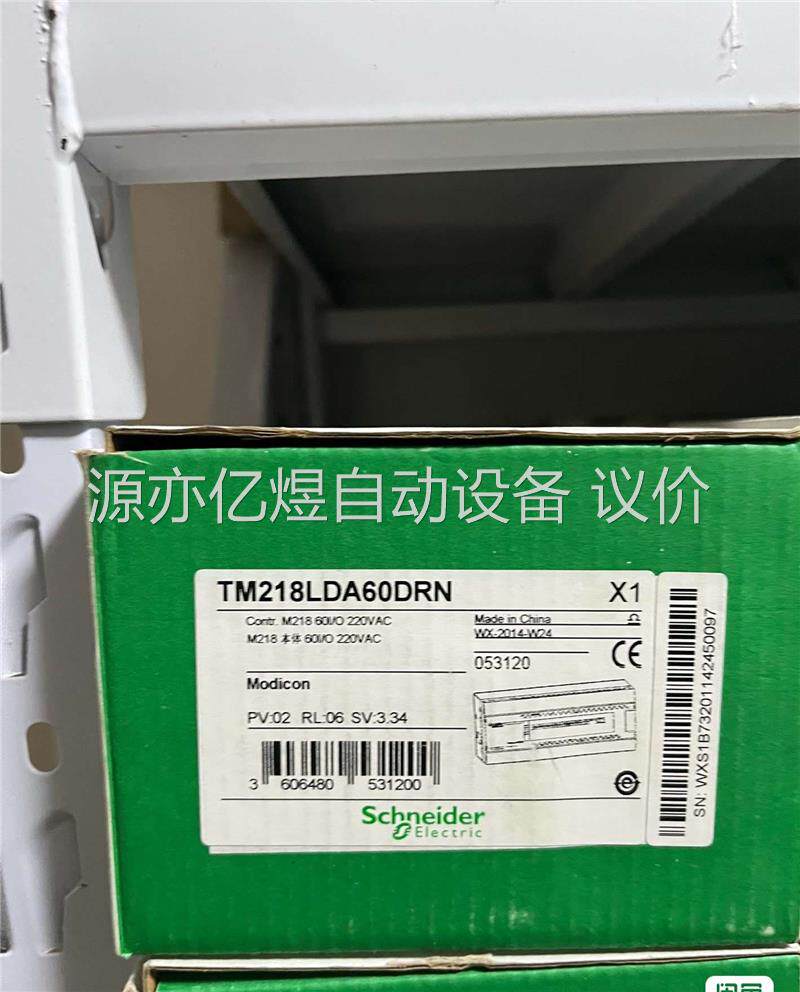 源亦亿煜自动设备 议价
TM218LDA60DRN X1
Contr. M218 60I/O 220VAC
M218 本体 60I/O 220VAC
Made in China
WX-2014-W24
053120
CE
Modicon
PV:02 RL:06 SV:3.34
3 606480 531200
Schneider
Electric
SN: WXS1B73201142450097